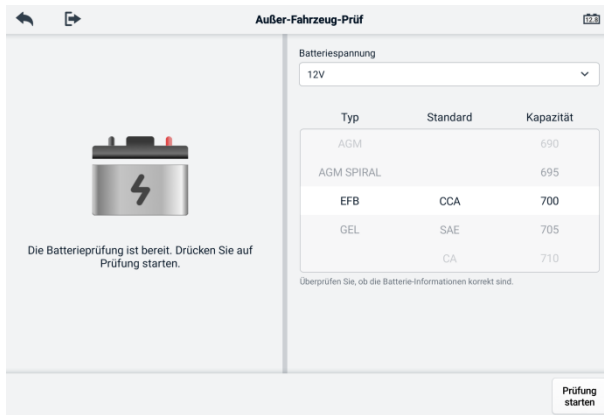 Außer-Fahrzeug-Prüf
12.8
Batteriespannung
12V
Typ Standard Kapazität
AGM 690
AGM SPIRAL 695
EFB CCA 700
GEL SAE 705
CA 710
Überprüfen Sie, ob die Batterie-Informationen korrekt sind.
Die Batterieprüfung ist bereit. Drücken Sie auf
Prüfung starten.
Prüfung
starten